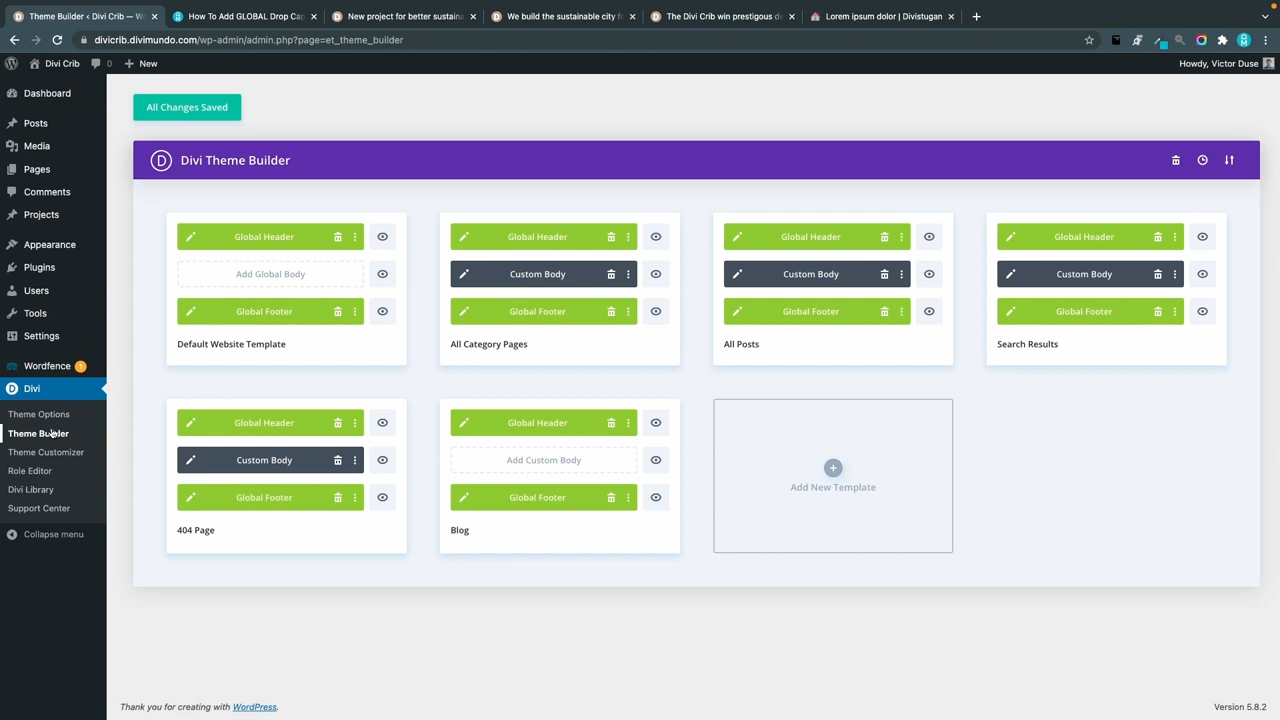 Theme Builder ‹ Divi Crib — Wo
How To Add GLOBAL Drop Cap
New project for better sustaina
We build the sustainable city fo
The Divi Crib win prestigous de
Lorem ipsum dolor | Divistugan
divicrib.divimundo.com/wp-admin/admin.php?page=et_theme_builder
Divi Crib
0
New
Howdy, Victor Duse
Dashboard
Posts
Media
Pages
Comments
Projects
Appearance
Plugins
Users
Tools
Settings
Wordfence 1
Divi
Theme Options
Theme Builder
Theme Customizer
Role Editor
Divi Library
Support Center
Collapse menu
All Changes Saved
D Divi Theme Builder
Global Header
Add Global Body
Global Footer
Default Website Template
Global Header
Custom Body
Global Footer
All Category Pages
Global Header
Custom Body
Global Footer
All Posts
Global Header
Custom Body
Global Footer
Search Results
Global Header
Custom Body
Global Footer
404 Page
Global Header
Add Custom Body
Global Footer
Blog
Add New Template
Thank you for creating with WordPress.
Version 5.8.2